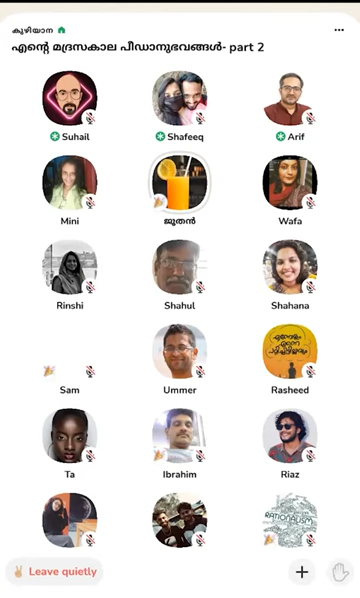 കുഴിയാന
എന്റെ മദ്രസകാല പീഡാനുഭവങ്ങൾ- part 2
Suhail Shafeeq Arif
Mini ജൂതൻ Wafa
Rinshi Shahul Shahana
Sam Ummer Rasheed
Ta Ibrahim Riaz
RATIONALISM
Leave quietly